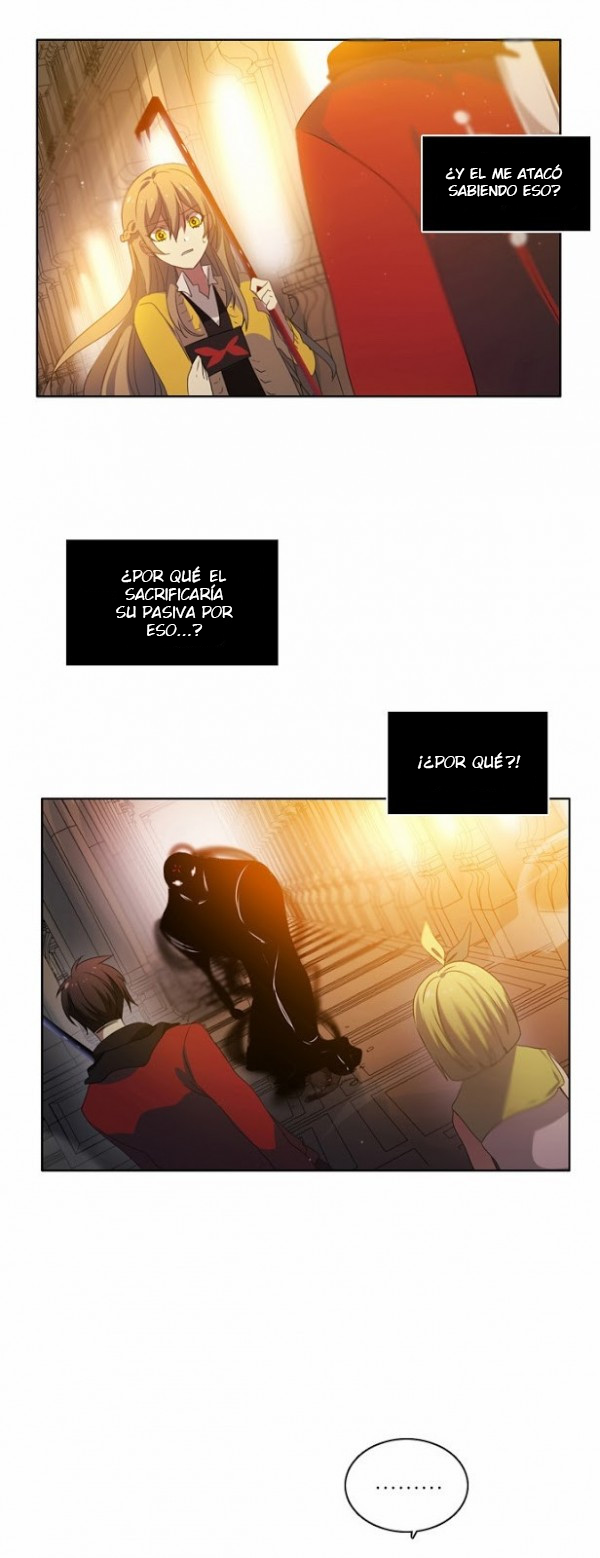 ¿Y EL ME ATACÓ
SABIENDO ESO?
¿POR QUÉ EL
SACRIFICARÍA
SU PASIVA POR
ESO...?
¡¿POR QUÉ?!
.........